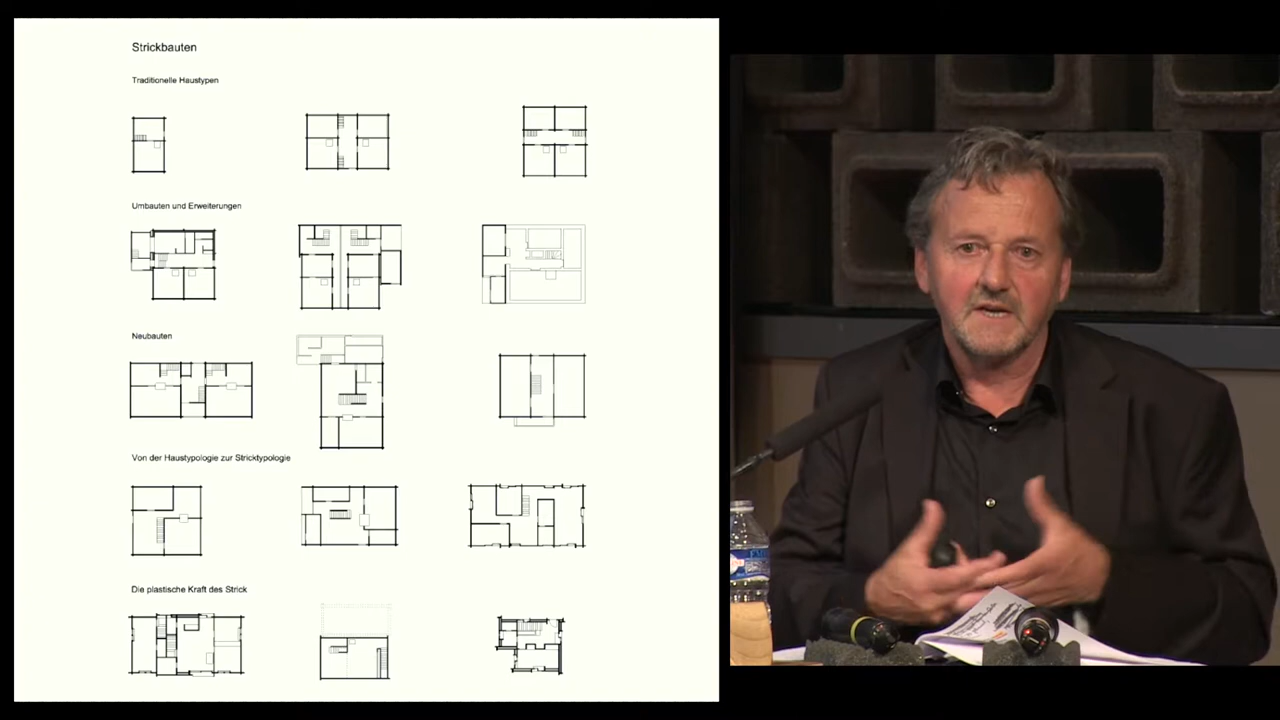 Strickbauten
Traditionelle Haustypen
Umbauten und Erweiterungen
Neubauten
Von der Haustypologie zur Stricktypologie
Die plastische Kraft des Strick